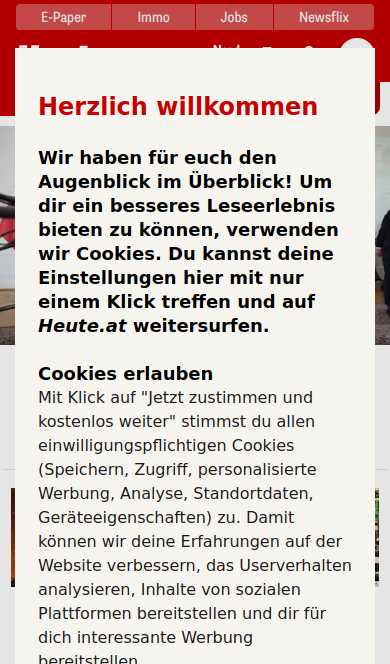 E-Paper
Immo
Jobs
Newsflix
Herzlich willkommen
Wir haben für euch den
Augenblick im Überblick! Um
dir ein besseres Leseerlebnis
bieten zu können, verwenden
wir Cookies. Du kannst deine
Einstellungen hier mit nur
einem Klick treffen und auf
Heute.at weitersurfen.
Cookies erlauben
Mit Klick auf "Jetzt zustimmen und
kostenlos weiter" stimmst du allen
einwilligungspflichtigen Cookies
(Speichern, Zugriff, personalisierte
Werbung, Analyse, Standortdaten,
Geräteeigenschaften) zu. Damit
können wir deine Erfahrungen auf der
Website verbessern, das Userverhalten
analysieren, Inhalte von sozialen
Plattformen bereitstellen und dir für
dich interessante Werbung
bereitstellen